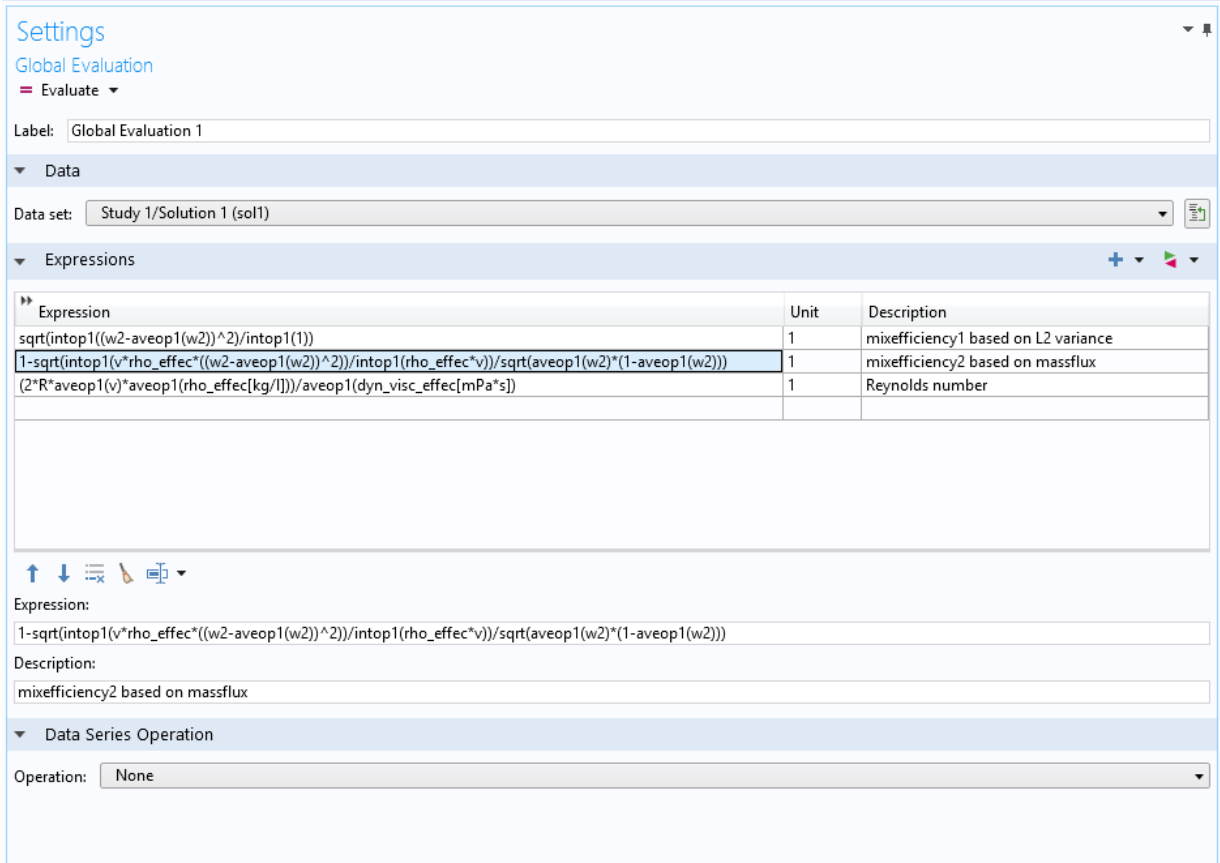 Settings
Global Evaluation
= Evaluate
Label: Global Evaluation 1
Data
Data set: Study 1/Solution 1 (sol1)
Expressions
Expression Unit Description
sqrt(intop1((w2-aveop1(w2))^2)/intop1(1)) 1 mixefficiency1 based on L2 variance
1-sqrt(intop1(v*rho_effec*((w2-aveop1(w2))^2))/intop1(rho_effec*v))/sqrt(aveop1(w2)*(1-aveop1(w2))) 1 mixefficiency2 based on massflux
(2*R*aveop1(v)*aveop1(rho_effec[kg/l]))/aveop1(dyn_visc_effec[mPa*s]) 1 Reynolds number
Expression:
1-sqrt(intop1(v*rho_effec*((w2-aveop1(w2))^2))/intop1(rho_effec*v))/sqrt(aveop1(w2)*(1-aveop1(w2)))
Description:
mixefficiency2 based on massflux
Data Series Operation
Operation: None